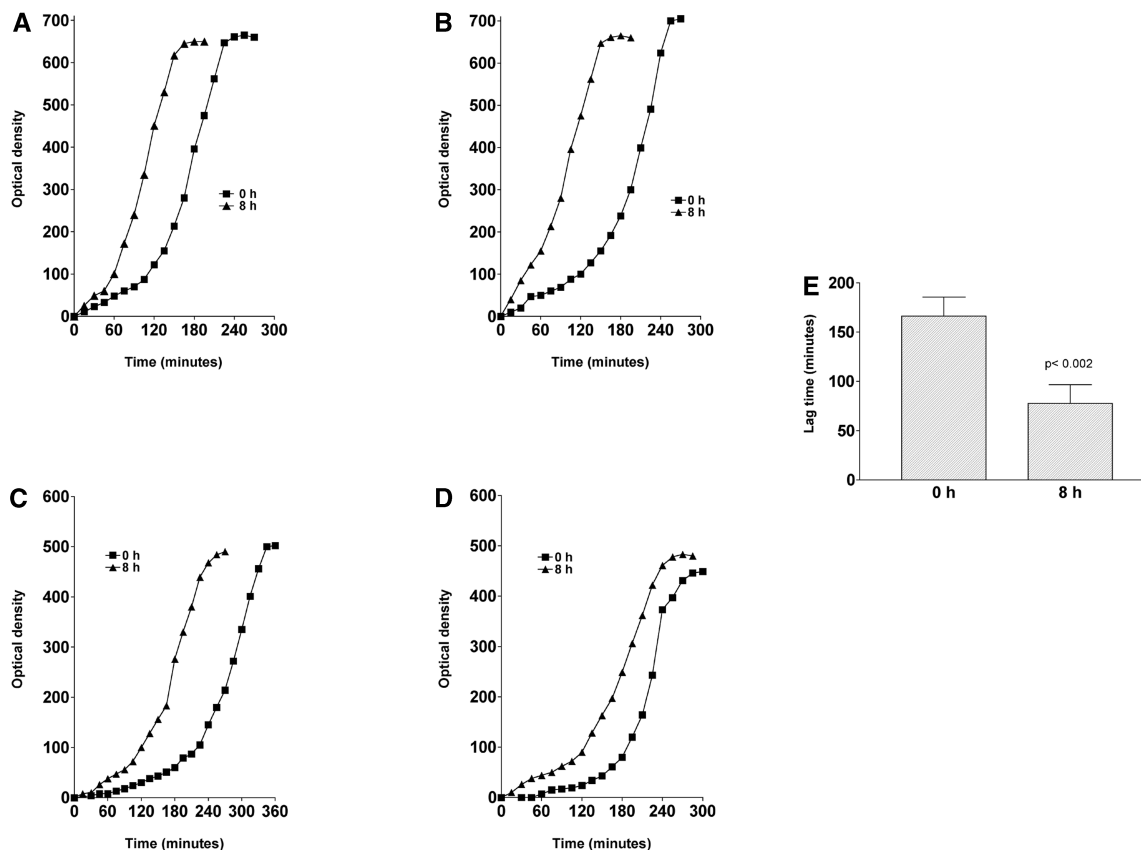 A
Optical density
700
600
500
400
300
200
100
0
0 60 120 180 240 300
Time (minutes)
0 h
8 h
B
Optical density
700
600
500
400
300
200
100
0
0 60 120 180 240 300
Time (minutes)
0 h
8 h
E
Lag time (minutes)
200
150
100
50
0
p< 0.002
0 h 8 h
C
Optical density
600
500
400
300
200
100
0
0 60 120 180 240 300 360
Time (minutes)
0 h
8 h
D
Optical density
600
500
400
300
200
100
0
0 60 120 180 240 300
Time (minutes)
0 h
8 h